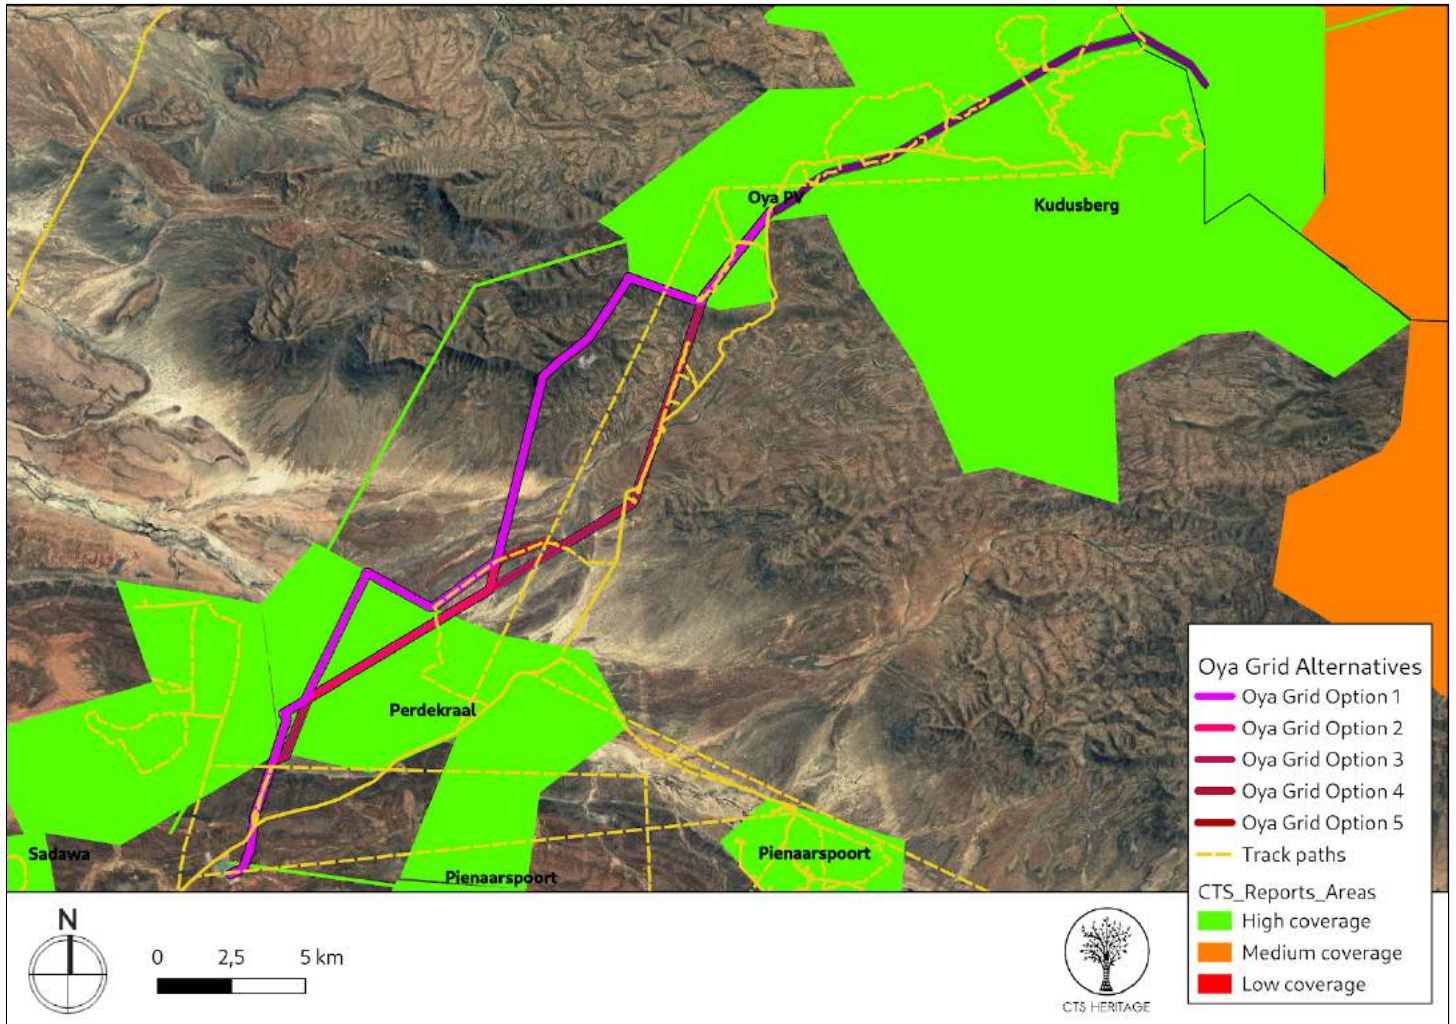 Oya PV
Kudusberg
Perdekraal
Sadawa
Pienaarspoort
Pienaarspoort
Oya Grid Alternatives
Oya Grid Option 1
Oya Grid Option 2
Oya Grid Option 3
Oya Grid Option 4
Oya Grid Option 5
Track paths
CTS_Reports_Areas
High coverage
Medium coverage
Low coverage
N
0 2,5 5 km
CTS HERITAGE